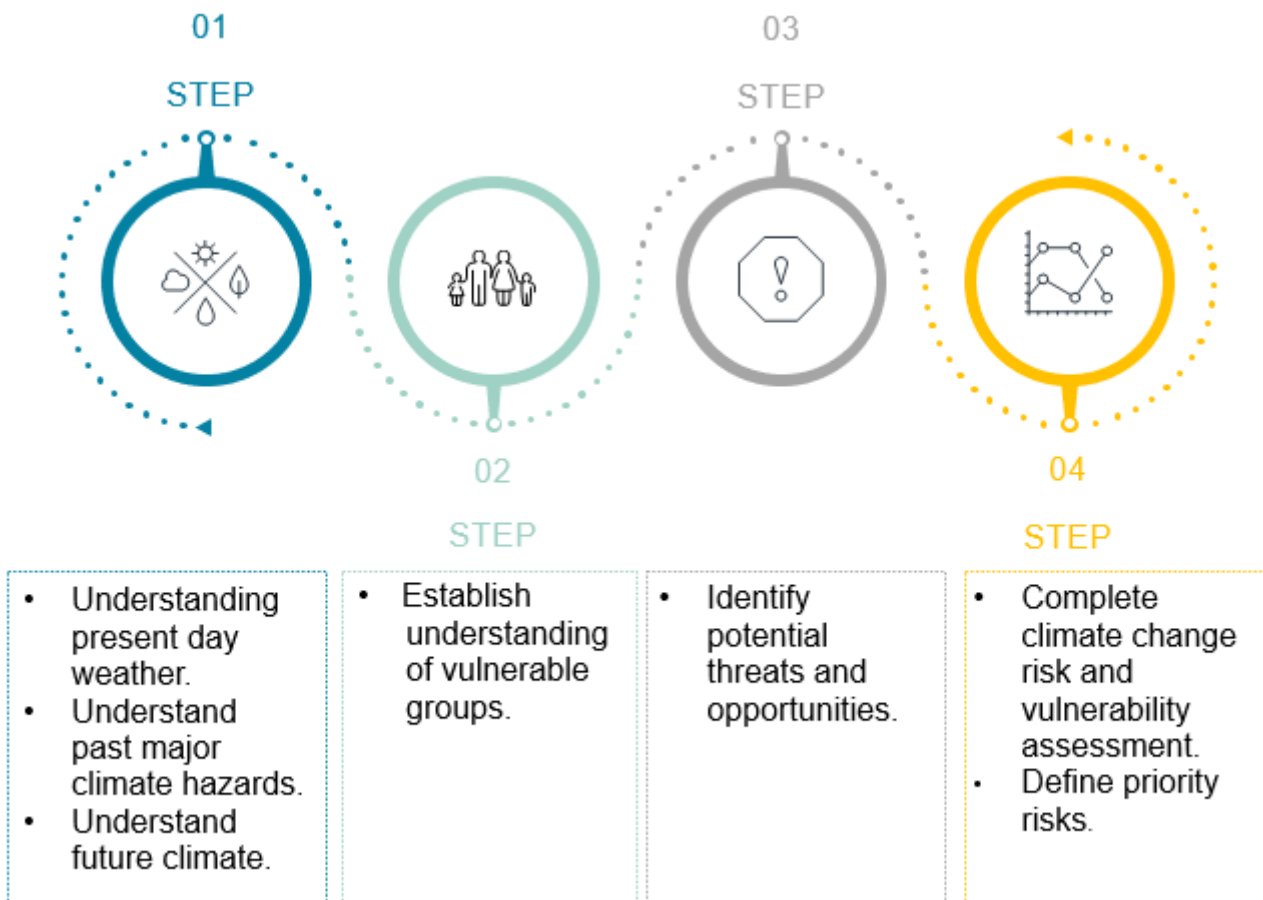 01
STEP
03
STEP
02
STEP
04
STEP
• Understanding
present day
weather.
• Understand
past major
climate hazards.
• Understand
future climate.
• Establish
understanding
of vulnerable
groups.
• Identify
potential
threats and
opportunities.
• Complete
climate change
risk and
vulnerability
assessment.
• Define priority
risks.